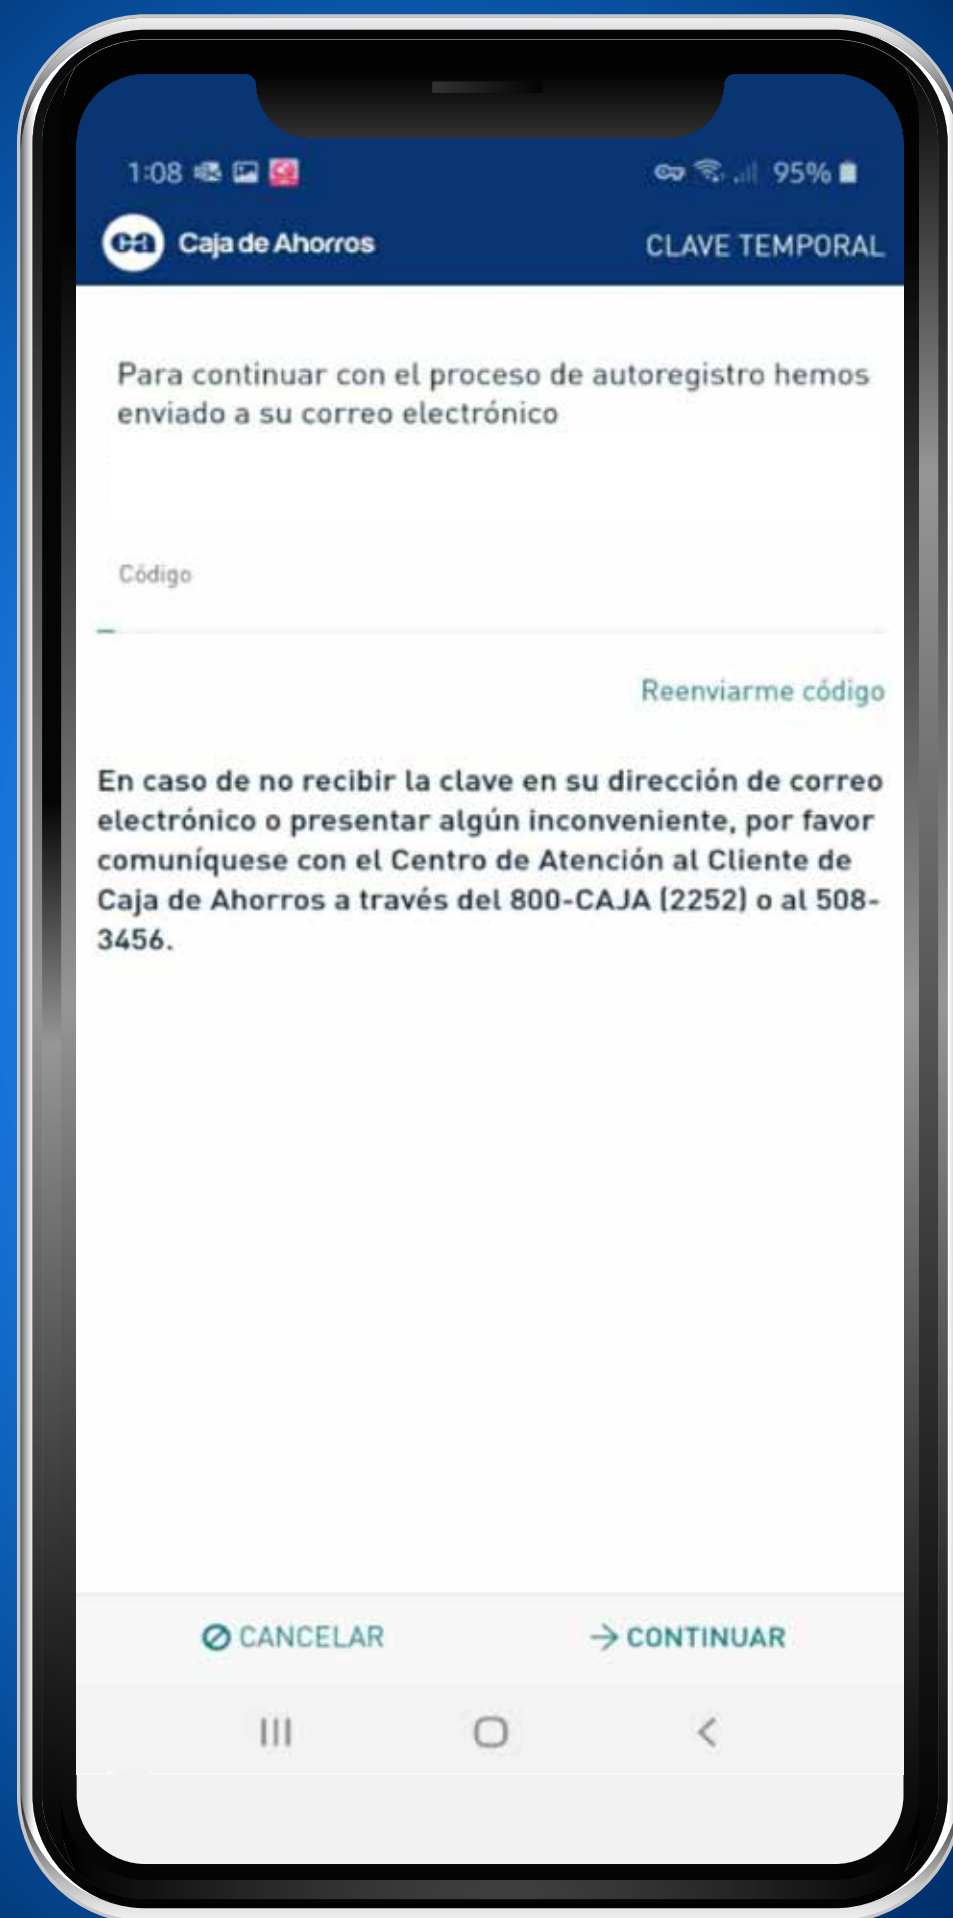 1:08
95%
ca Caja de Ahorros
CLAVE TEMPORAL
Para continuar con el proceso de autoregistro hemos
enviado a su correo electrónico
Código
Reenviarme código
En caso de no recibir la clave en su dirección de correo
electrónico o presentar algún inconveniente, por favor
comuníquese con el Centro de Atención al Cliente de
Caja de Ahorros a través del 800-CAJA (2252) o al 508-
3456.
CANCELAR
CONTINUAR